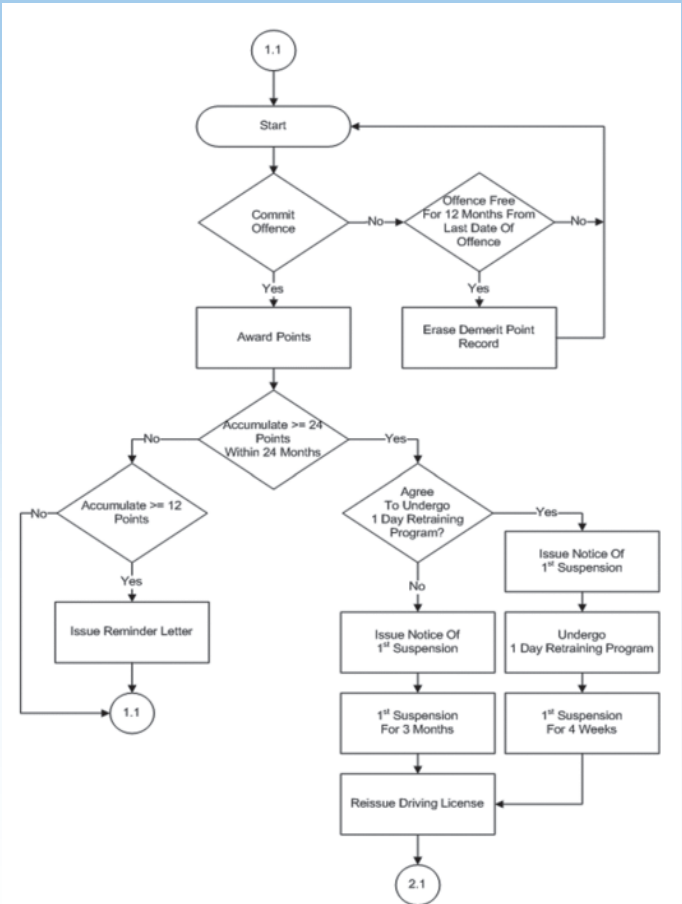 1.1
Start
Commit
Offence
No
Offence Free
For 12 Months From
Last Date Of
Offence
No
Yes
Yes
Award Points
Erase Demerit Point
Record
Accumulate >= 24
Points
Within 24 Months
No
Yes
Accumulate >= 12
Points
No
Yes
Issue Reminder Letter
1.1
Agree
To Undergo
1 Day Retraining
Program?
Yes
No
Issue Notice Of
1st Suspension
Issue Notice Of
1st Suspension
Undergo
1 Day Retraining Program
1st Suspension
For 3 Months
1st Suspension
For 4 Weeks
Reissue Driving License
2.1